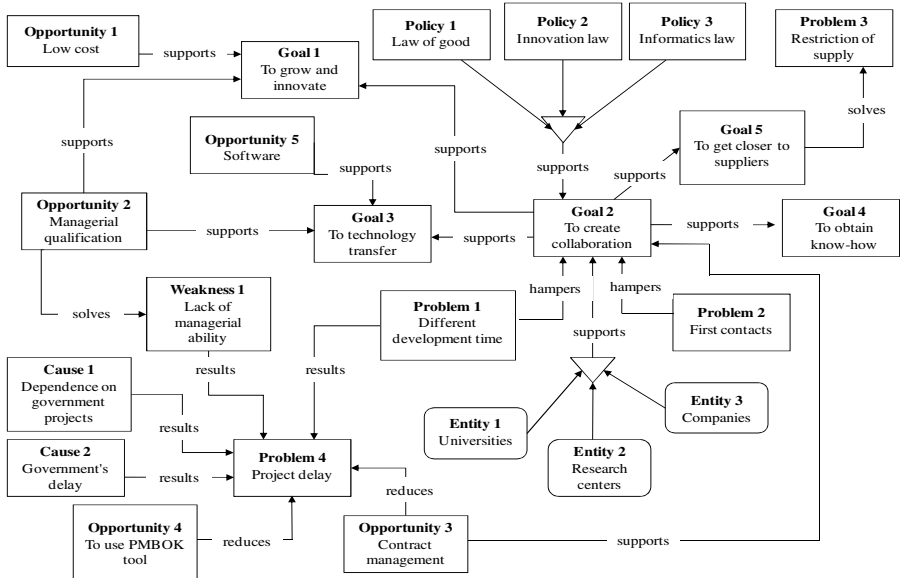 Opportunity 1
Low cost
supports
Goal 1
To grow and
innovate
Policy 1
Law of good
Policy 2
Innovation law
Policy 3
Informatics law
Problem 3
Restriction of
supply
solves
supports
Opportunity 5
Software
supports
supports
supports
Goal 5
To get closer to
suppliers
supports
Opportunity 2
Managerial
qualification
supports
Goal 3
To technology
transfer
supports
Goal 2
To create
collaboration
supports
Goal 4
To obtain
know-how
solves
Weakness 1
Lack of
managerial
ability
Problem 1
Different
development time
hampers
supports
hampers
Problem 2
First contacts
results
results
Cause 1
Dependence on
government
projects
results
Entity 1
Universities
Entity 3
Companies
Entity 2
Research
centers
Cause 2
Government's
delay
results
Problem 4
Project delay
reduces
Opportunity 4
To use PMBOK
tool
reduces
Opportunity 3
Contract
management
supports